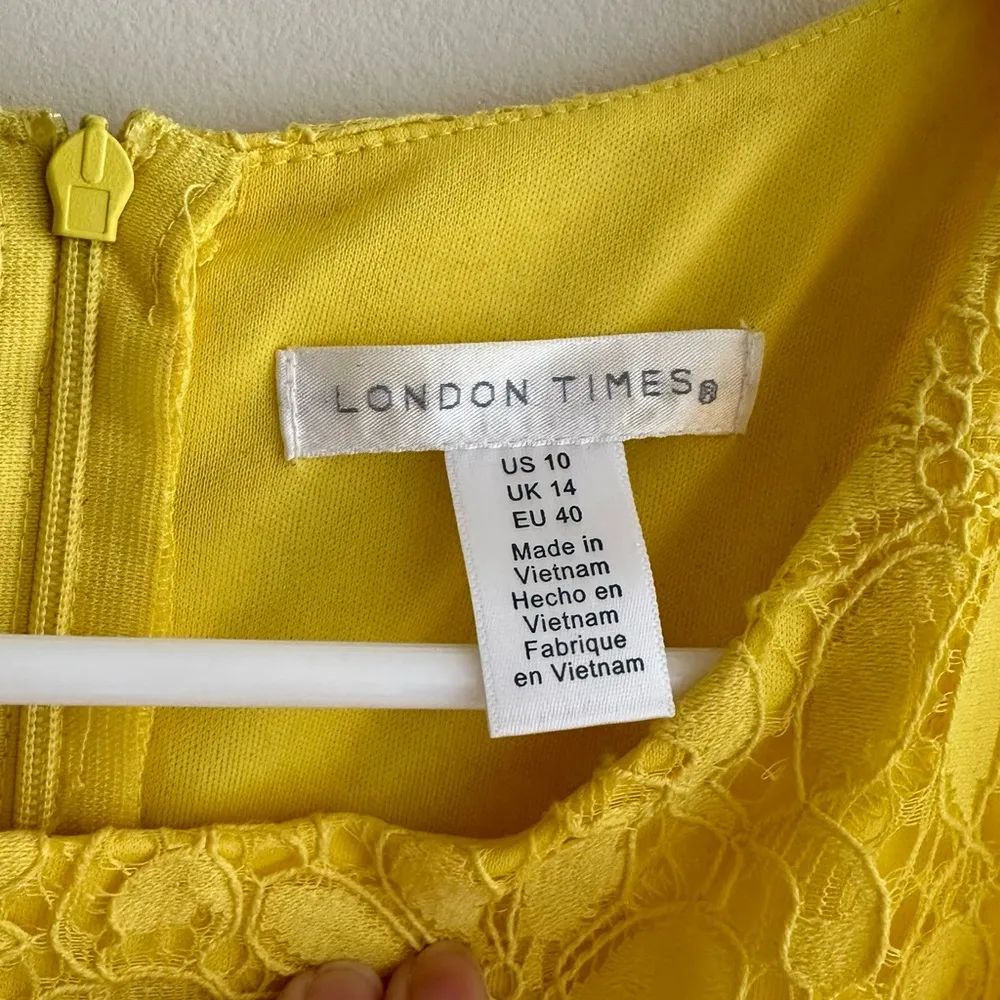 LONDON TIMES®
US 10
UK 14
EU 40
Made in
Vietnam
Hecho en
Vietnam
Fabrique
en Vietnam